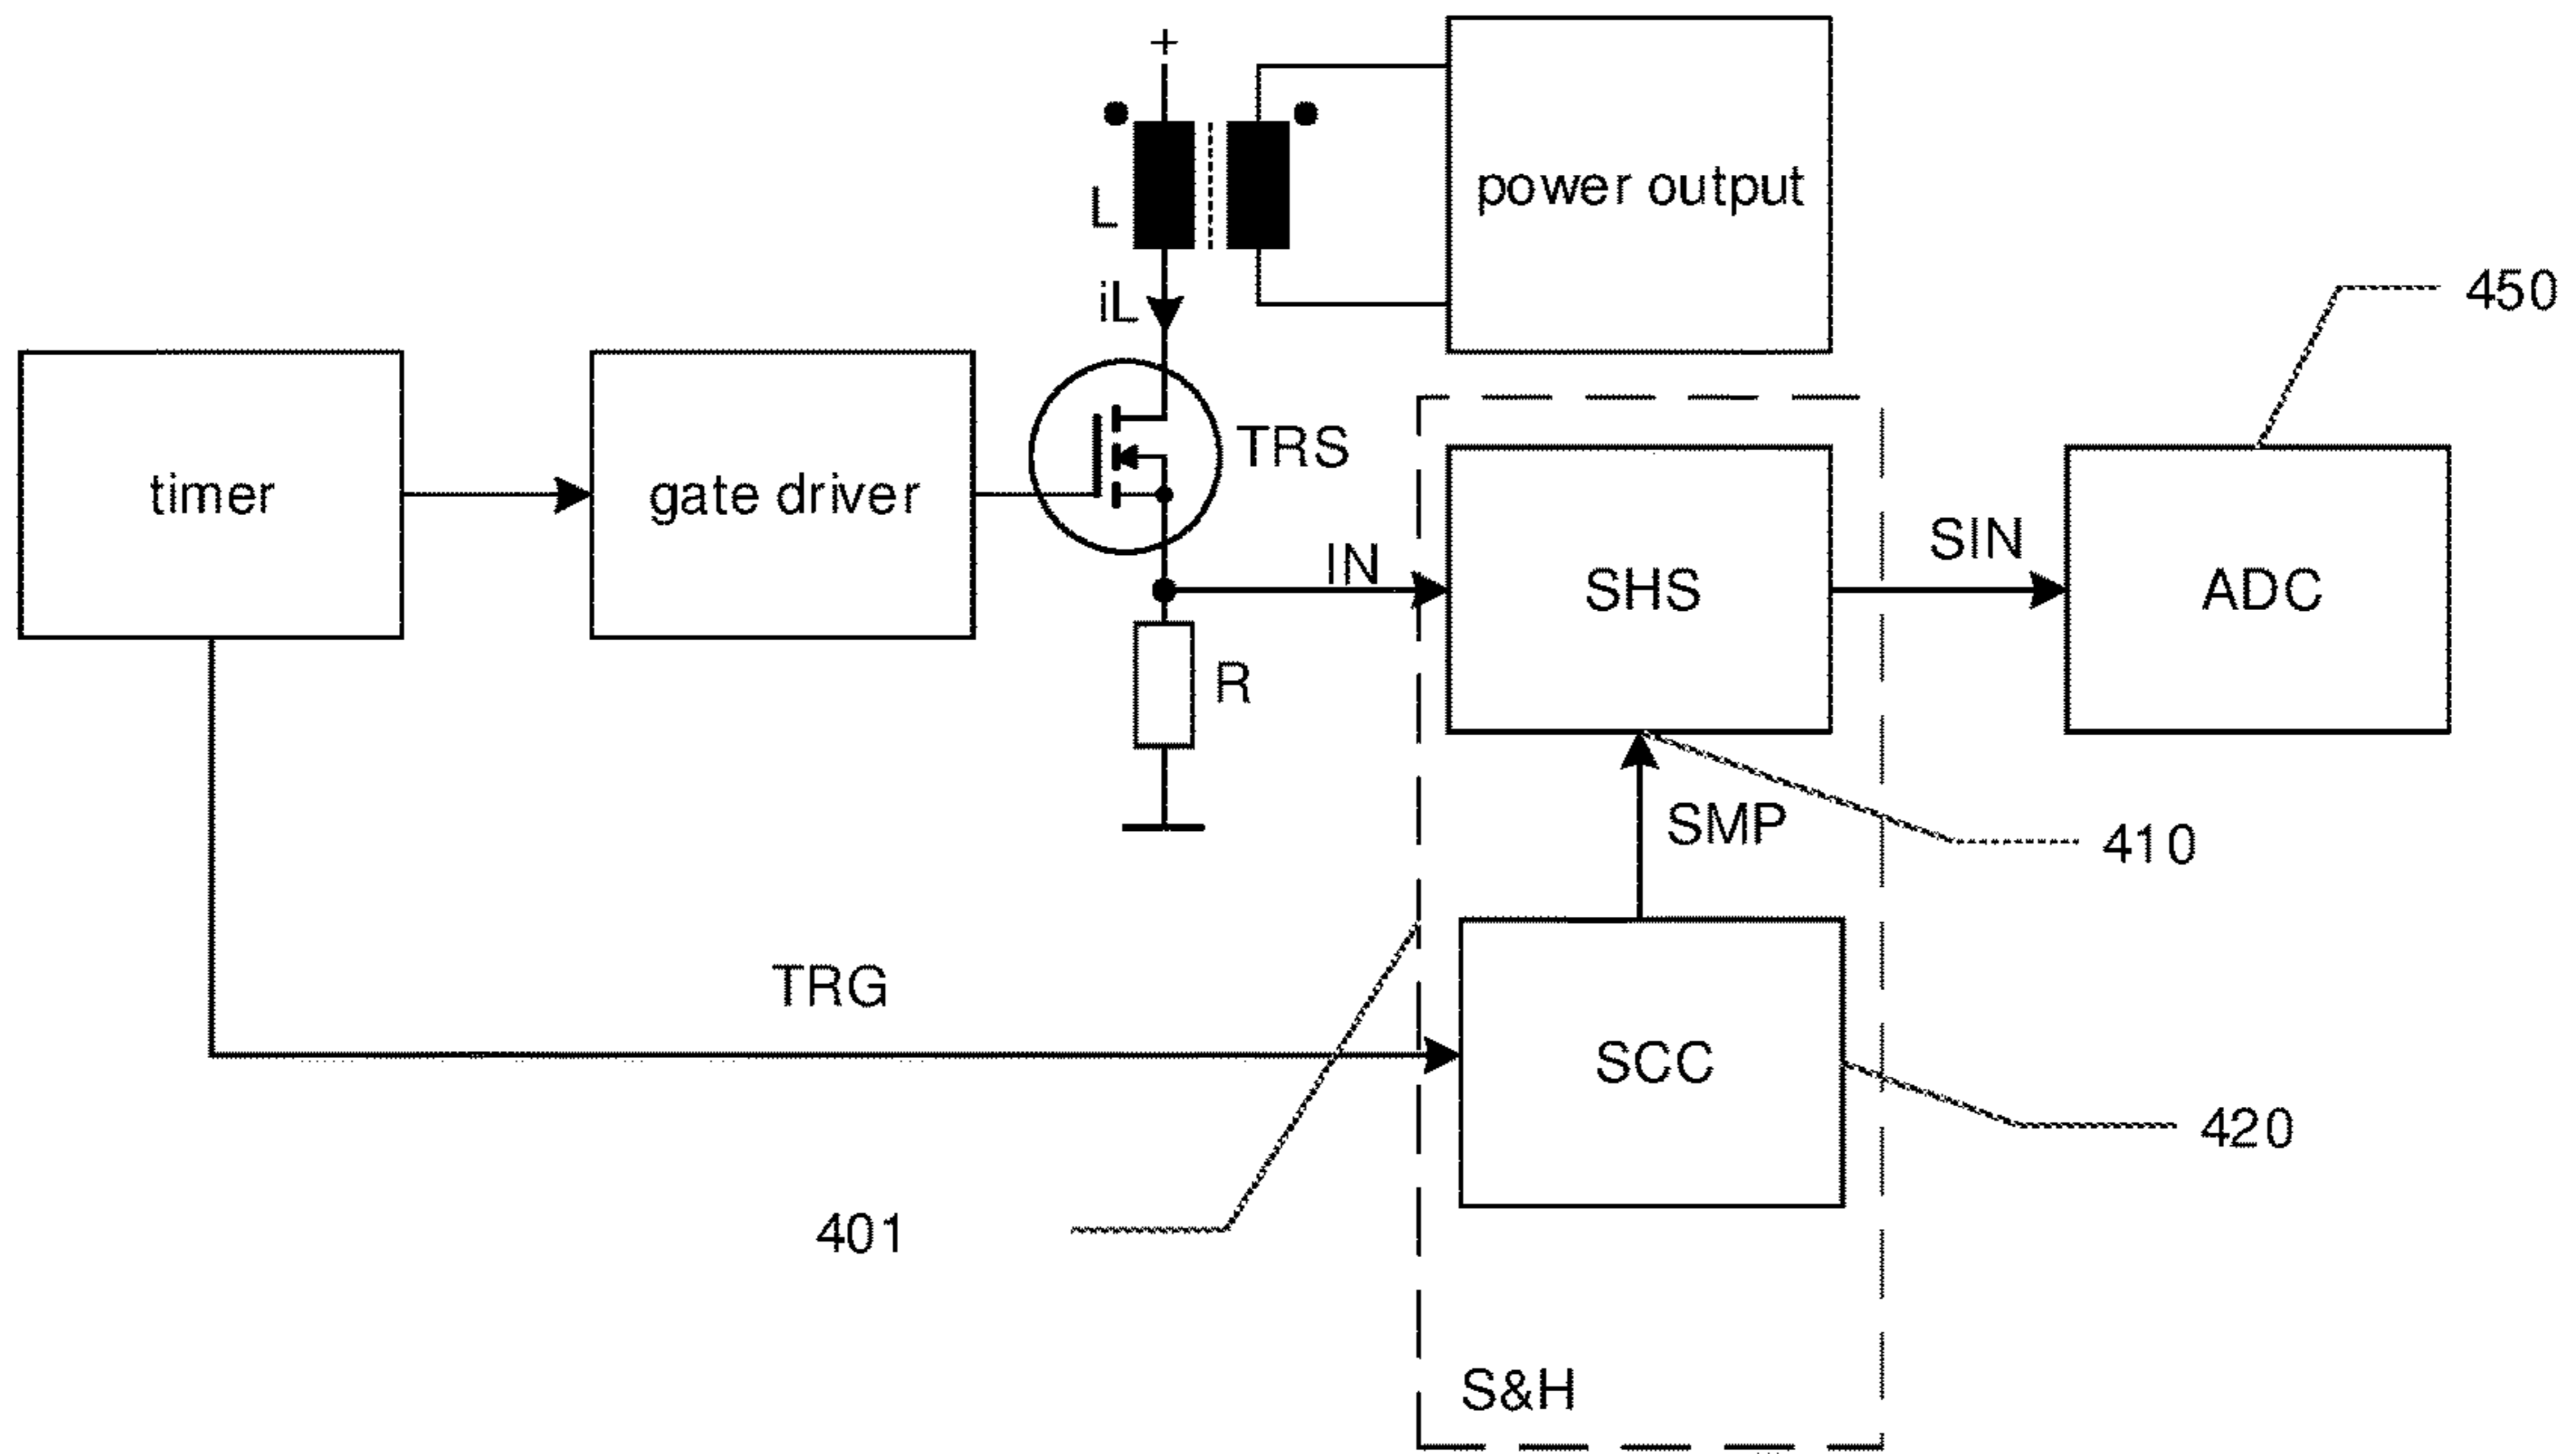 +
power output
L
iL
450
timer
gate driver
TRS
IN
SHS
SIN
ADC
R
SMP
410
TRG
SCC
420
401
S&H